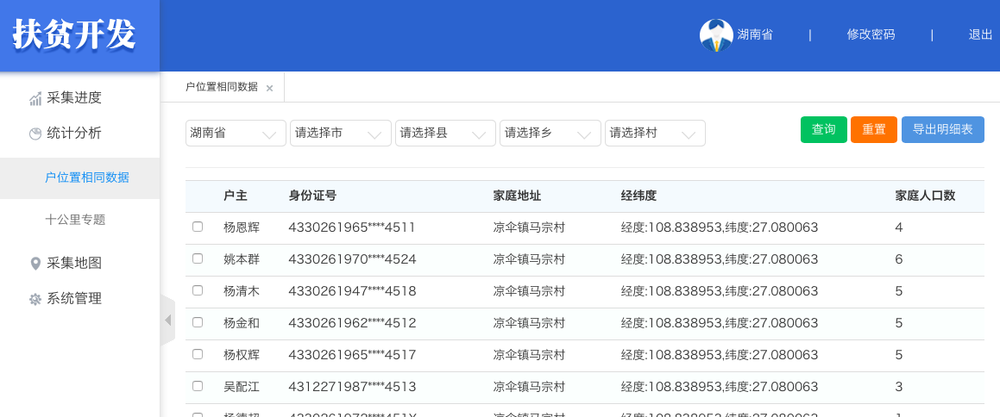 扶贫开发
湖南省 | 修改密码 | 退出
采集进度
统计分析
户位置相同数据
十公里专题
采集地图
系统管理
户位置相同数据 ×
湖南省 请选择市 请选择县 请选择乡 请选择村 查询 重置 导出明细表
户主 身份证号 家庭地址 经纬度 家庭人口数
杨恩辉 4330261965****4511 凉伞镇马宗村 经度:108.838953,纬度:27.080063 4
姚本群 4330261970****4524 凉伞镇马宗村 经度:108.838953,纬度:27.080063 6
杨清木 4330261947****4518 凉伞镇马宗村 经度:108.838953,纬度:27.080063 5
杨金和 4330261962****4512 凉伞镇马宗村 经度:108.838953,纬度:27.080063 5
杨权辉 4330261965****4517 凉伞镇马宗村 经度:108.838953,纬度:27.080063 5
吴配江 4312271987****4513 凉伞镇马宗村 经度:108.838953,纬度:27.080063 3